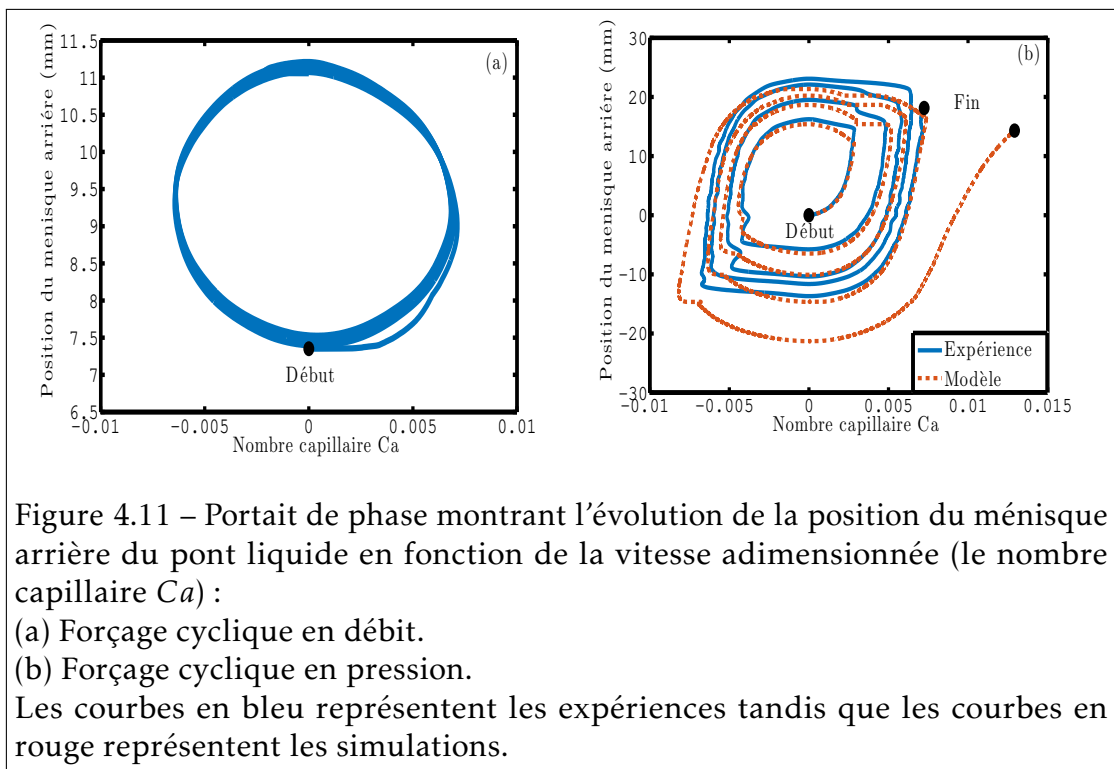 (a)
11.5
11
10.5
10
9.5
9
8.5
8
7.5
7
6.5
Position du menisque arriére (mm)
Début
-0.01
-0.005
0
0.005
0.01
Nombre capillaire Ca
(b)
30
20
10
0
-10
-20
-30
Position du menisque arriére (mm)
Fin
Début
Expérience
Modèle
-0.01
-0.005
0
0.005
0.01
0.015
Nombre capillaire Ca
Figure 4.11 – Portait de phase montrant l'évolution de la position du ménisque
arrière du pont liquide en fonction de la vitesse adimensionnée (le nombre
capillaire Ca) :
(a) Forçage cyclique en débit.
(b) Forçage cyclique en pression.
Les courbes en bleu représentent les expériences tandis que les courbes en
rouge représentent les simulations.